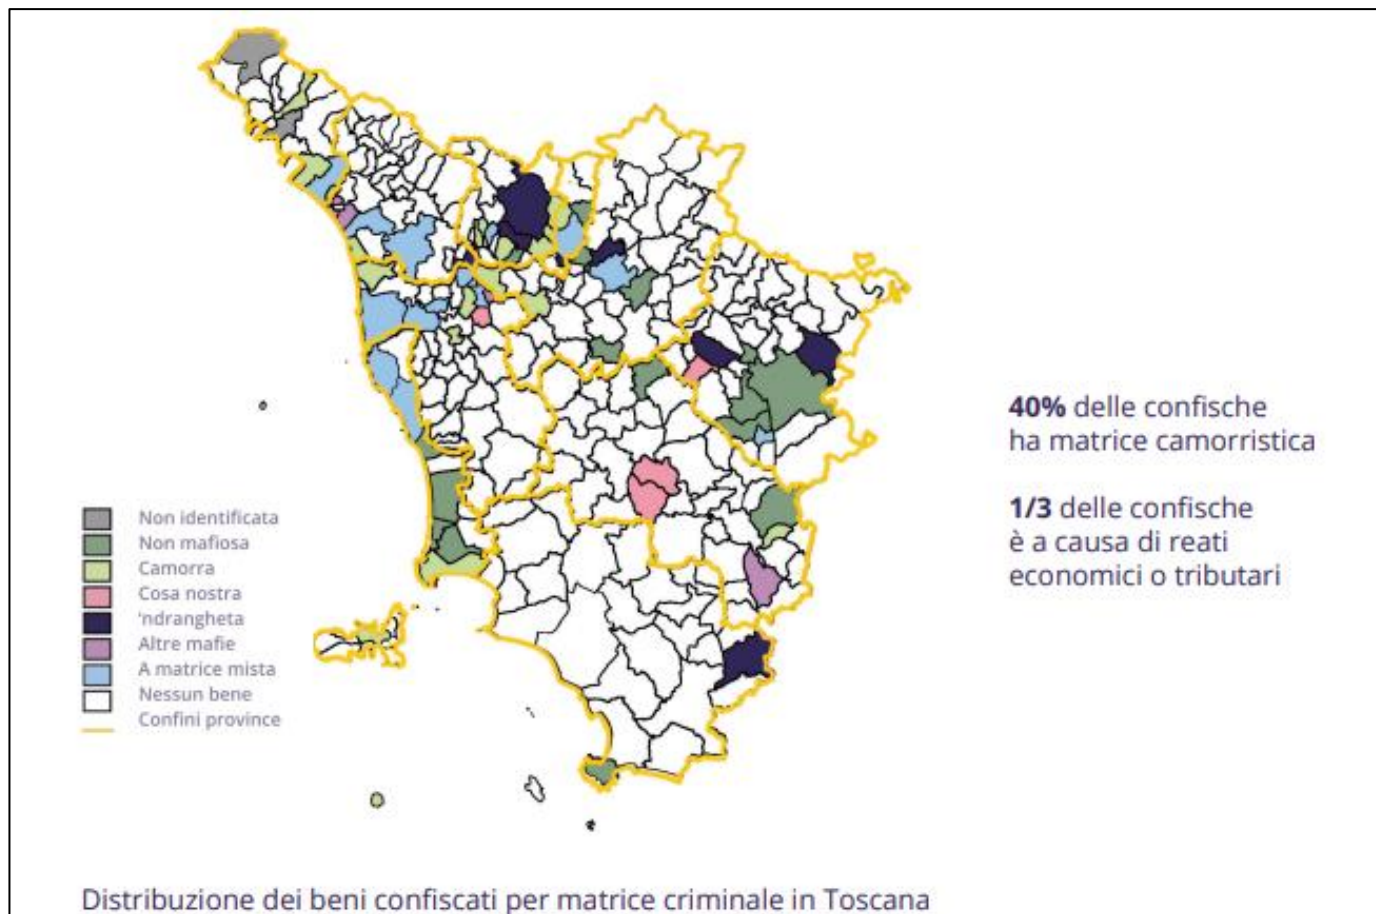 40% delle confische
ha matrice camorristica
1/3 delle confische
è a causa di reati
economici o tributari
Non identificata
Non mafiosa
Camorra
Cosa nostra
'ndrangheta
Altre mafie
A matrice mista
Nessun bene
Confini province
Distribuzione dei beni confiscati per matrice criminale in Toscana